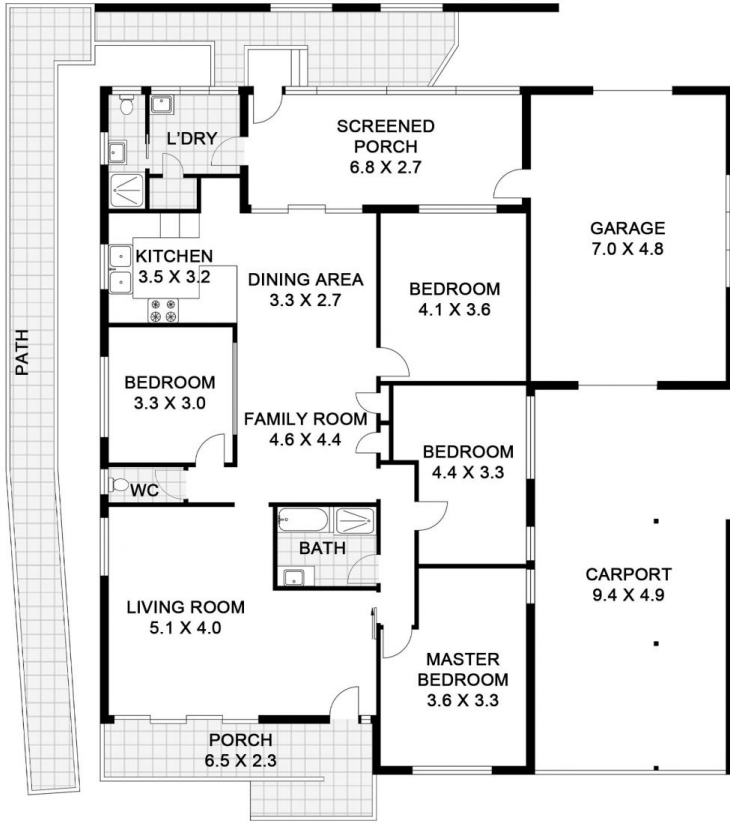 L'DRY
SCREENED
PORCH
6.8 X 2.7
GARAGE
7.0 X 4.8
KITCHEN
3.5 X 3.2
DINING AREA
3.3 X 2.7
BEDROOM
4.1 X 3.6
PATH
BEDROOM
3.3 X 3.0
FAMILY ROOM
4.6 X 4.4
BEDROOM
4.4 X 3.3
WC
BATH
CARPORT
9.4 X 4.9
LIVING ROOM
5.1 X 4.0
MASTER
BEDROOM
3.6 X 3.3
PORCH
6.5 X 2.3